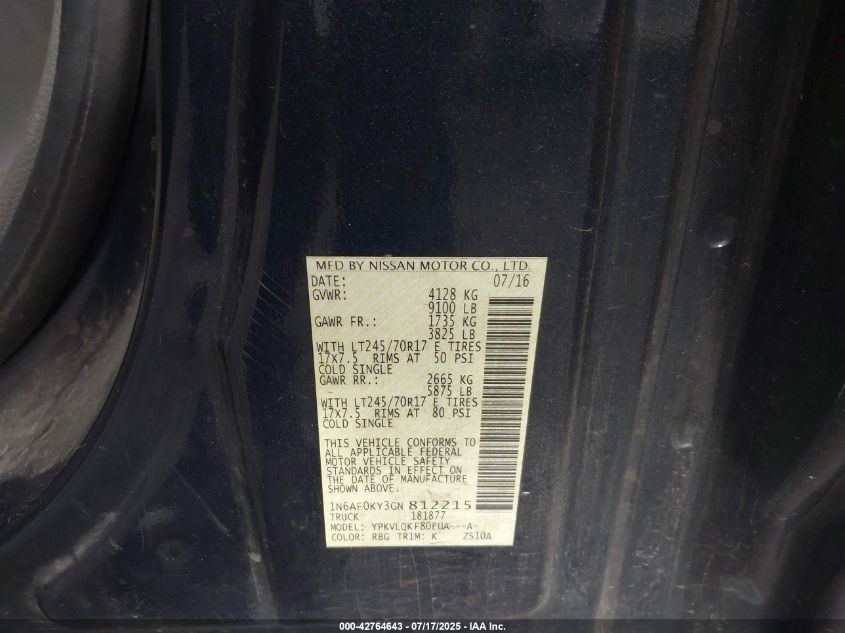 MFD BY NISSAN MOTOR CO., LTD.
DATE: 07/16
GVWR: 4128 KG
9100 LB
GAWR FR.: 1735 KG
3825 LB
WITH LT245/70R17 E TIRES
17X7.5 RIMS AT 50 PSI
COLD SINGLE
GAWR RR.: 2665 KG
5875 LB
WITH LT245/70R17 E TIRES
17X7.5 RIMS AT 80 PSI
COLD SINGLE
THIS VEHICLE CONFORMS TO
ALL APPLICABLE FEDERAL
MOTOR VEHICLE SAFETY
STANDARDS IN EFFECT ON
THE DATE OF MANUFACTURE
SHOWN ABOVE.
1N6AF0KY3GN 812215
TRUCK 181877
MODEL: YPKVLQKF80EUA---A-
COLOR: RBG TRIM: K ZS10A
000-42764643 - 07/17/2025 - IAA Inc.